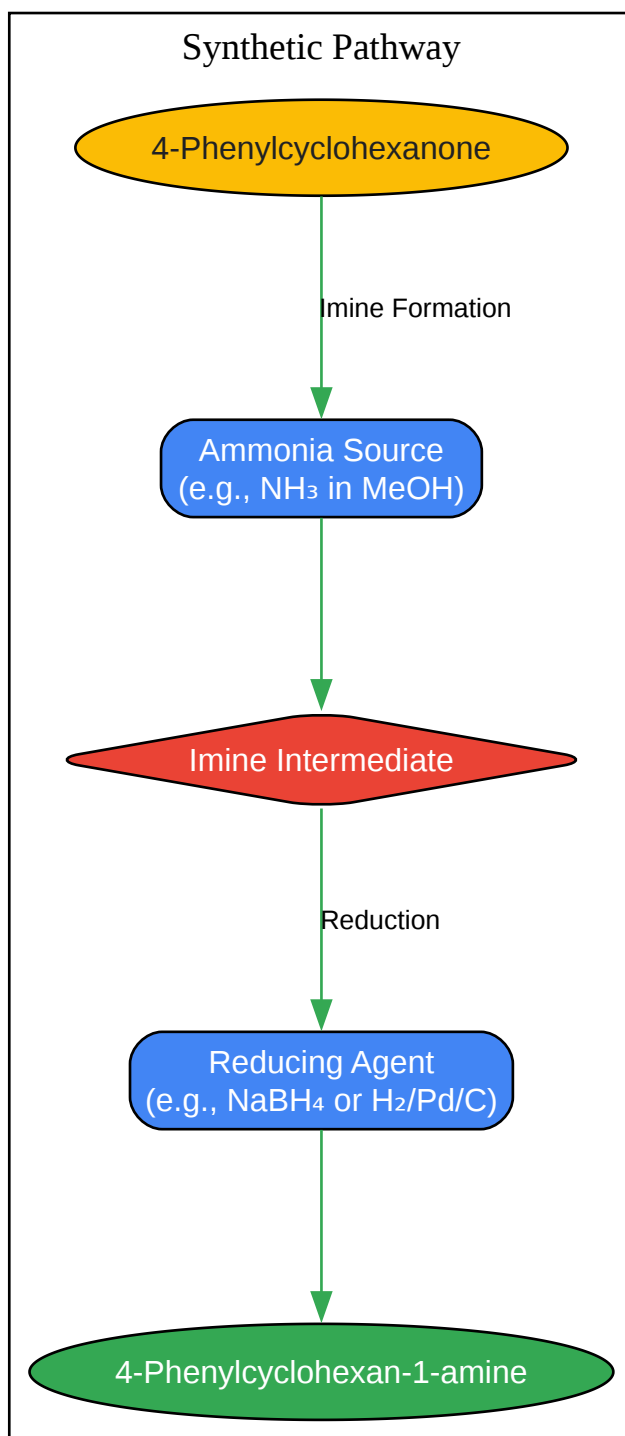 Synthetic Pathway
4-Phenylcyclohexanone
Imine Formation
Ammonia Source
(e.g., NH₃ in MeOH)
Imine Intermediate
Reduction
Reducing Agent
(e.g., NaBH₄ or H₂/Pd/C)
4-Phenylcyclohexan-1-amine